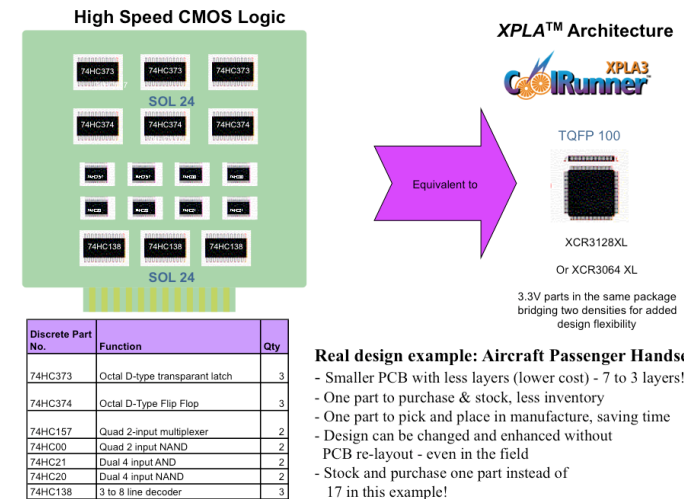 High Speed CMOS Logic
XPLA™ Architecture
74HC373
74HC373
74HC373
SOL 24
74HC374
74HC374
74HC374
74HC138
74HC138
74HC138
SOL 24
Equivalent to
XPLA3
CoolRunner™
TQFP 100
XCR3128XL
Or XCR3064 XL
3.3V parts in the same package
bridging two densities for added
design flexibility
Discrete Part
No. Function Qty
74HC373 Octal D-type transparant latch 3
74HC374 Octal D-Type Flip Flop 3
74HC157 Quad 2-input multiplexer 2
74HC00 Quad 2 input NAND 2
74HC21 Dual 4 input AND 2
74HC20 Dual 4 input NAND 2
74HC138 3 to 8 line decoder 3
Real design example: Aircraft Passenger Handse
- Smaller PCB with less layers (lower cost) - 7 to 3 layers!
- One part to purchase & stock, less inventory
- One part to pick and place in manufacture, saving time
- Design can be changed and enhanced without
PCB re-layout - even in the field
- Stock and purchase one part instead of
17 in this example!